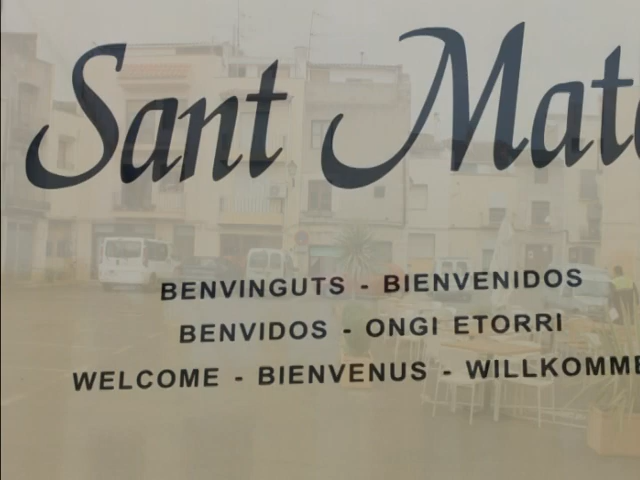 Sant Mat
BENVINGUTS - BIENVENIDOS
BENVIDOS - ONGI ETORRI
WELCOME - BIENVENUS - WILLKOMME